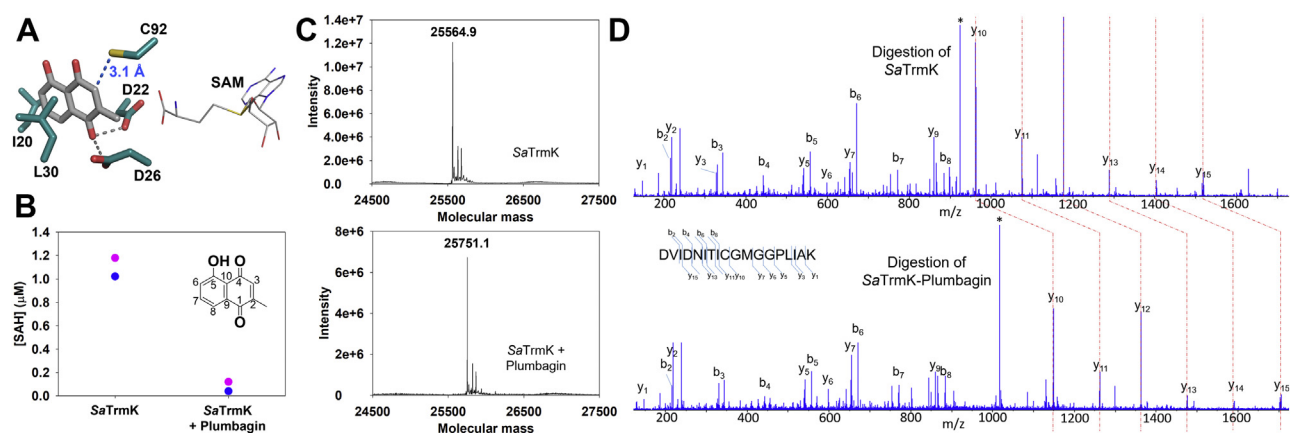 A
C92
3.1 Å
SAM
D22
I20
L30
D26
B
[SAH] (µM)
1.4
1.2
1.0
0.8
0.6
0.4
0.2
0.0
OH
O
5
10
4
3
6
7
8
9
1
2
O
SaTrmK
SaTrmK
+ Plumbagin
C
Intensity
1.4e+7
1.2e+7
1.0e+7
8.0e+6
6.0e+6
4.0e+6
2.0e+6
0.0
25564.9
SaTrmK
24500
25500
26500
27500
Molecular mass
Intensity
8e+6
6e+6
4e+6
2e+6
0
25751.1
SaTrmK +
Plumbagin
24500
25500
26500
27500
Molecular mass
D
Digestion of
SaTrmK
*
y10
b6
y2
b2
b3
y3
y1
b4
b5
y5
y6
y7
b7
y9
b8
y11
y13
y14
y15
200
400
600
800
1000
1200
1400
1600
m/z
b2 b4 b6 b8
DVIDNITICGMGGPLIAK
y15 y13 y11 y10 y7 y6 y5 y3 y1
Digestion of
SaTrmK-Plumbagin
*
y10
y12
b6
y2
b2
y7
b3
y1
b4
b5
y5
y6
b7
y9
b8
y11
y13
y14
y15
200
400
600
800
1000
1200
1400
1600
m/z